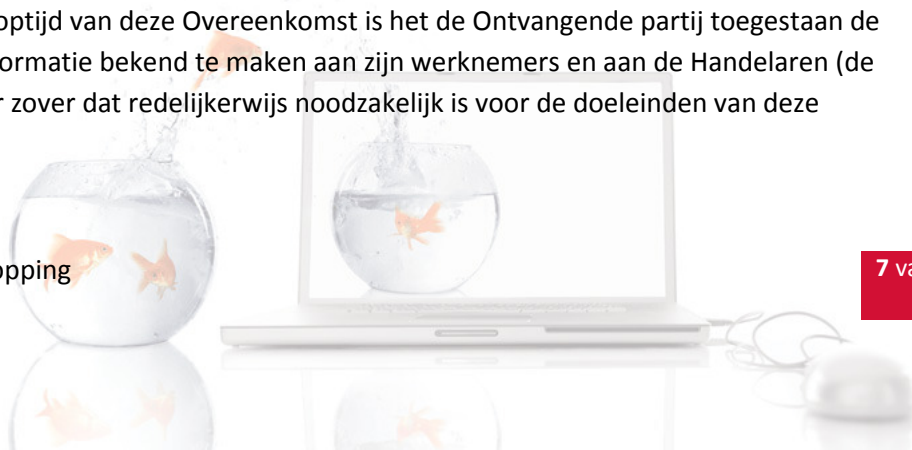 optijd van deze Overeenkomst is het de Ontvangende partij toegestaan de
ormatie bekend te maken aan zijn werknemers en aan de Handelaren (de
r zover dat redelijkerwijs noodzakelijk is voor de doeleinden van deze
opping
7 va